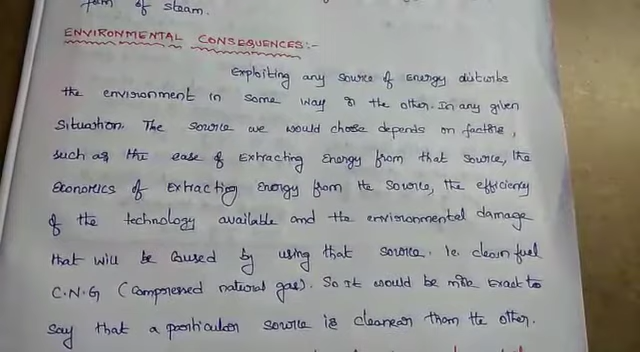 form of steam.
ENVIRONMENTAL CONSEQUENCES:-
Exploiting any source of energy disturbs
the environment in some way or the other. In any given
situation. The source we would choose depends on factors,
such as the ease of Extracting Energy from that source, the
Economics of Extracting Energy from the source, the efficiency
of the technology available and the environmental damage
that will be caused by using that source. i.e. clean fuel
C.N.G (compressed natural gas). So it would be more Exact to
say that a particular source is cleanear than the other.